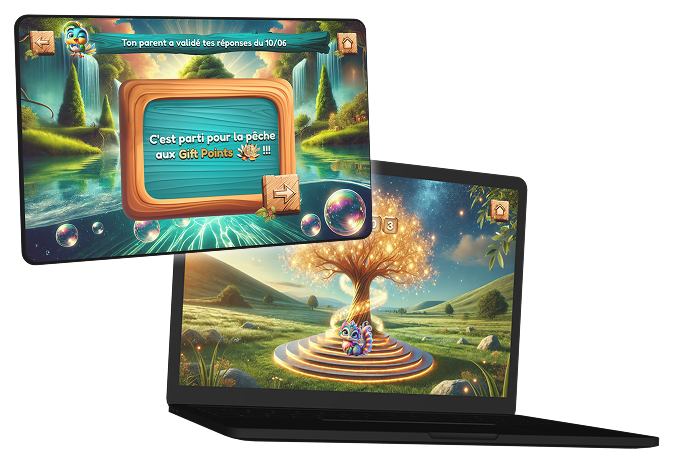 Ton parent a validé tes réponses du 10/06
C'est parti pour la pêche
aux Gift Points !!!
3